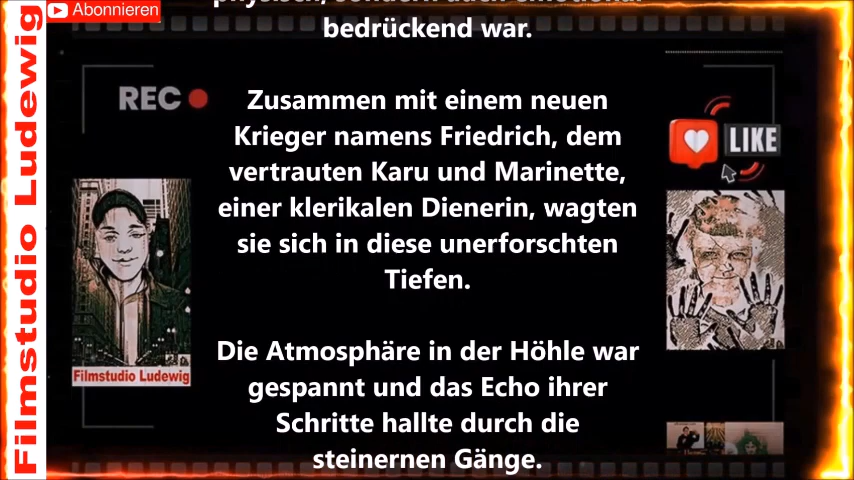 Abonnieren
Filmstudio Ludewig
bedrückend war.
REC
Zusammen mit einem neuen
Krieger namens Friedrich, dem
vertrauten Karu und Marinette,
einer klerikalen Dienerin, wagten
sie sich in diese unerforschten
Tiefen.
LIKE
Filmstudio Ludewig
Die Atmosphäre in der Höhle war
gespannt und das Echo ihrer
Schritte hallte durch die
steinernen Gänge.